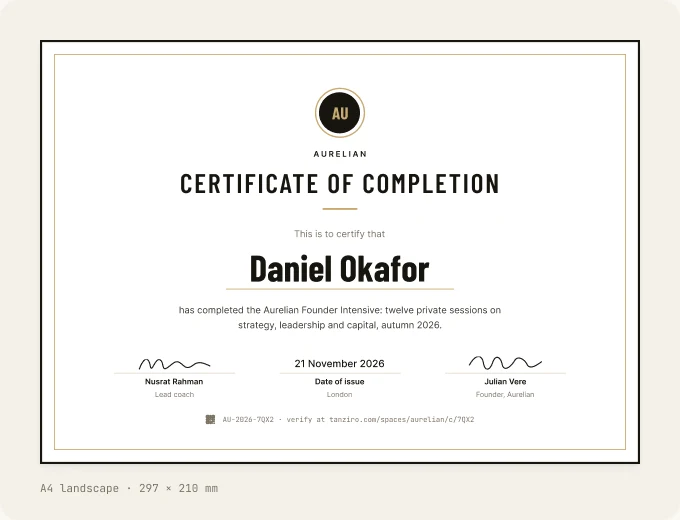 AU
AURELIAN
CERTIFICATE OF COMPLETION
This is to certify that
Daniel Okafor
has completed the Aurelian Founder Intensive: twelve private sessions on
strategy, leadership and capital, autumn 2026.
21 November 2026
Nusrat Rahman
Date of issue
Julian Vere
Lead coach
London
Founder, Aurelian
AU-2026-7QX2 · verify at tanziro.com/spaces/aurelian/c/7QX2
A4 landscape · 297 × 210 mm